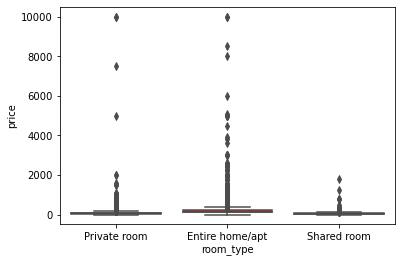 10000
8000
6000
4000
2000
0
price
Private room
Entire home/apt
Shared room
room_type